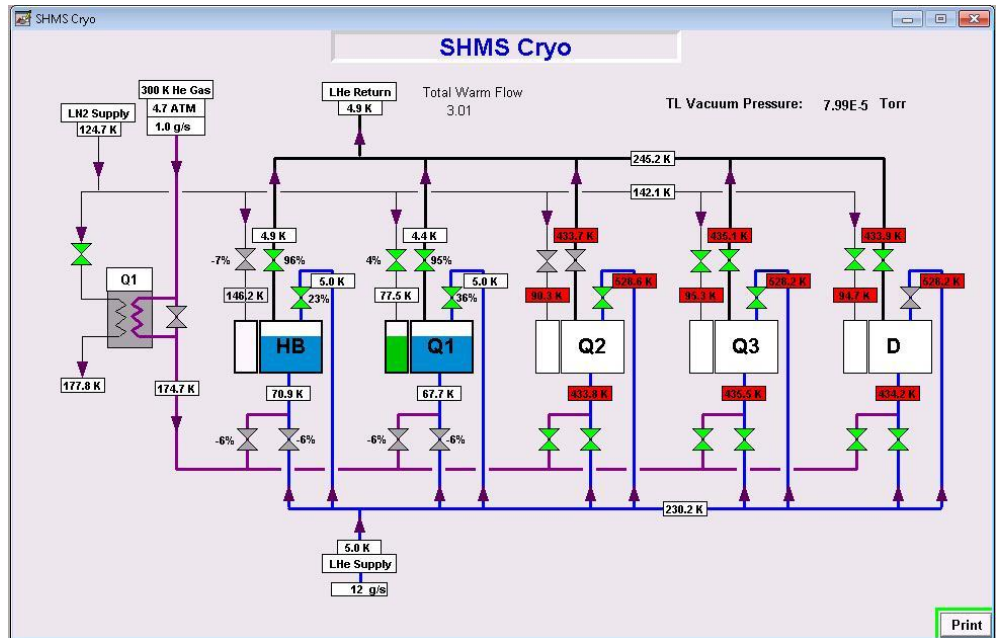 SHMS Cryo
SHMS Cryo
300 K He Gas
4.7 ATM
1.0 g/s
LN2 Supply
124.7 K
LHe Return
4.9 K
Total Warm Flow
3.01
TL Vacuum Pressure: 7.99E-5 Torr
245.2 K
142.1 K
4.9 K
4.4 K
433.7 K
435.1 K
433.9 K
-7%
96%
4%
95%
Q1
5.0 K
5.0 K
528.6 K
528.2 K
528.2 K
146.2 K
23%
77.5 K
36%
90.3 K
95.3 K
94.7 K
HB
Q1
Q2
Q3
D
177.8 K
174.7 K
70.9 K
67.7 K
433.8 K
435.5 K
434.2 K
-6%
-6%
-6%
-6%
230.2 K
5.0 K
LHe Supply
12 g/s
Print